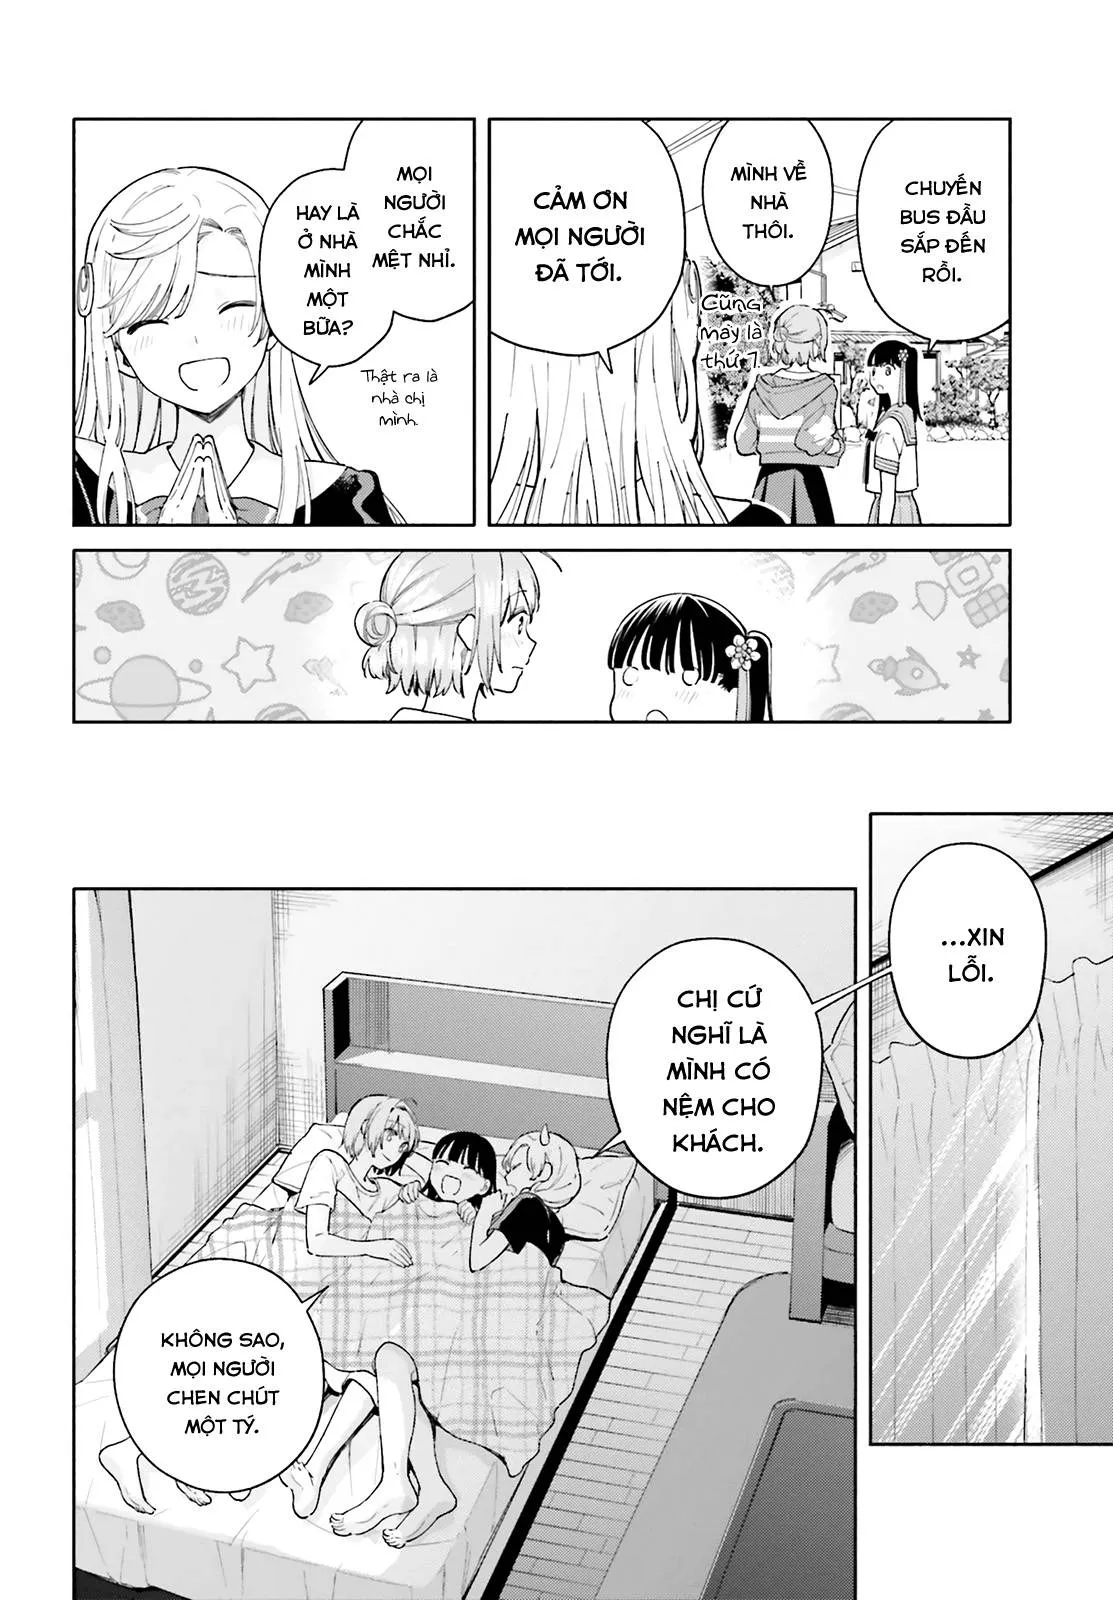 CHUYẾN
BUS ĐẦU
SẮP ĐẾN
RỒI.
MÌNH VỀ
NHÀ
THÔI.
Cũng
may là
thứ 7.
CẢM ƠN
MỌI NGƯỜI
ĐÃ TỚI.
MỌI
NGƯỜI
CHẮC
MỆT NHỈ.
HAY LÀ
Ở NHÀ
MÌNH
MỘT
BỮA?
Thật ra là
nhà chị
mình.
...XIN
LỖI.
CHỊ CỨ
NGHĨ LÀ
MÌNH CÓ
NỆM CHO
KHÁCH.
KHÔNG SAO,
MỌI NGƯỜI
CHEN CHÚT
MỘT TÝ.